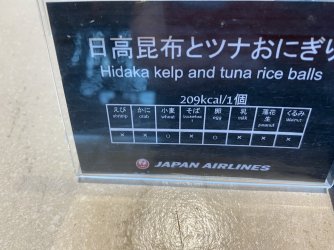 日高昆布とツナおにぎり
Hidaka kelp and tuna rice balls
209kcal/1個
えび かに 小麦 そば 卵 乳 落花生 くるみ
shrimp crab wheat buckwheat egg milk peanut walnut
× × ○ × ○ × × ×
JAPAN AIRLINES